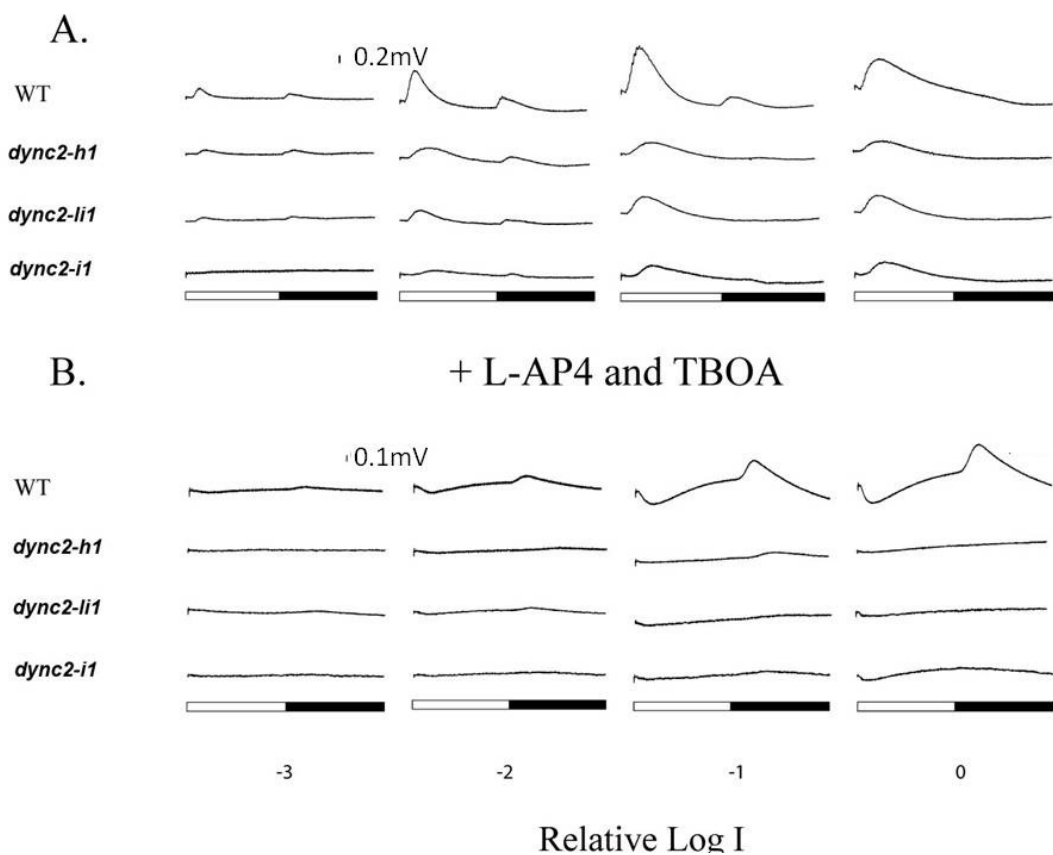 A.
0.2mV
WT
dync2-h1
dync2-li1
dync2-i1
B.
+ L-AP4 and TBOA
0.1mV
WT
dync2-h1
dync2-li1
dync2-i1
-3 -2 -1 0
Relative Log I